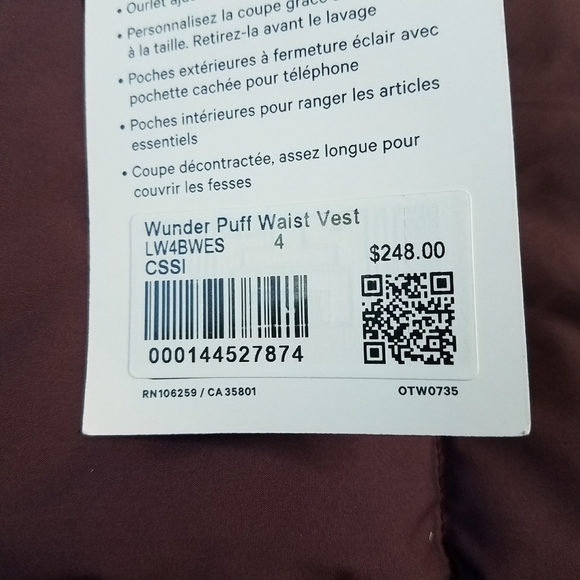 • Ourlet
• Personnalisez la coupe grâce
à la taille. Retirez-la avant le lavage
• Poches extérieures à fermeture éclair avec
pochette cachée pour téléphone
• Poches intérieures pour ranger les articles
essentiels
• Coupe décontractée, assez longue pour
couvrir les fesses
Wunder Puff Waist Vest
LW4BWES 4
CSSI
$248.00
000144527874
RN106259 / CA35801 OTW0735